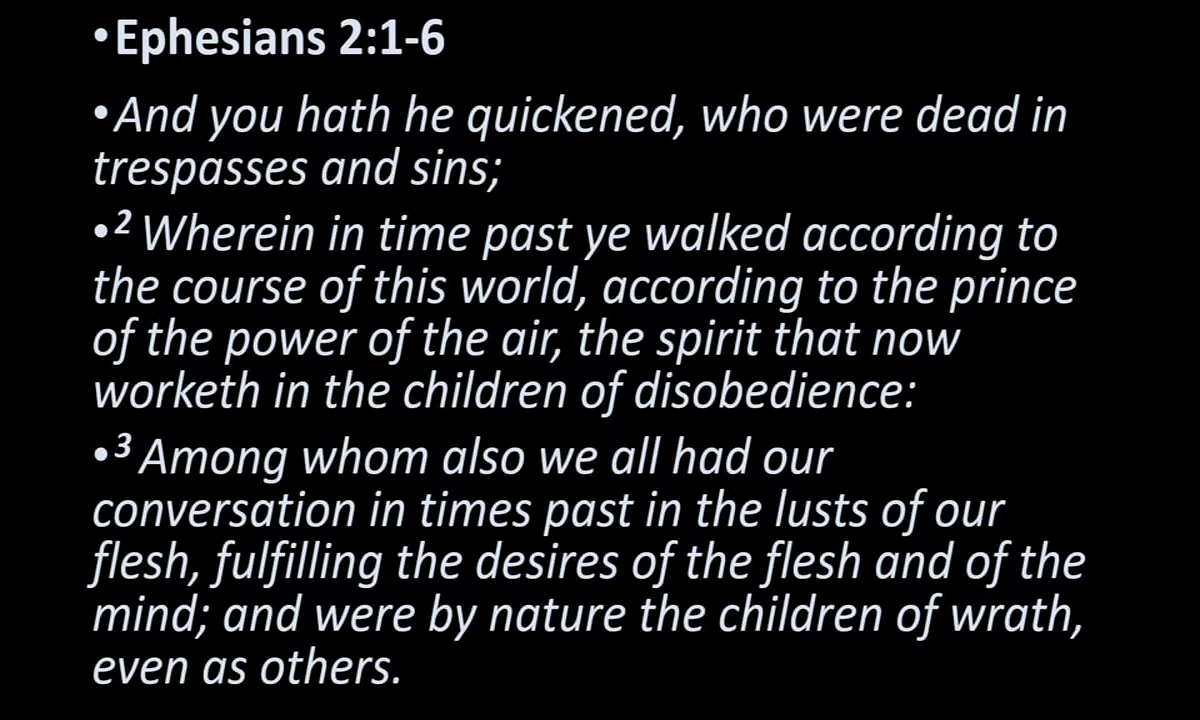 •Ephesians 2:1-6
•And you hath he quickened, who were dead in
trespasses and sins;
•2 Wherein in time past ye walked according to
the course of this world, according to the prince
of the power of the air, the spirit that now
worketh in the children of disobedience:
•3 Among whom also we all had our
conversation in times past in the lusts of our
flesh, fulfilling the desires of the flesh and of the
mind; and were by nature the children of wrath,
even as others.